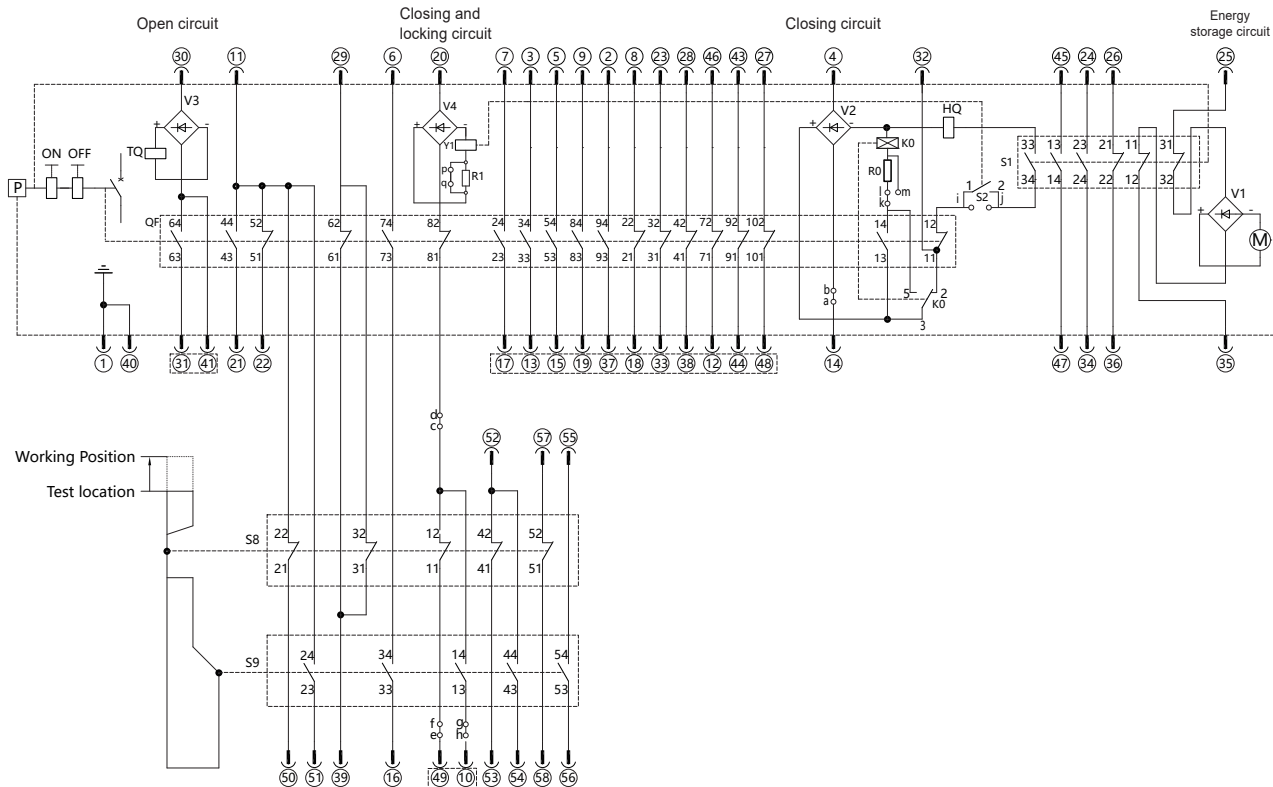 Open circuit
Closing and
locking circuit
Closing circuit
Energy
storage circuit
30 11 29 6 20 7 3 5 9 2 8 23 28 46 43 27 4 32 45 24 26 25
V3 V4 V2 HQ
+ - + - + -
ON OFF TQ Y1 K0
P
p q R1 R0
k l m
33 13 23 21 11 31
S1
34 14 24 22 12 32
1 2
i S2 j
V1
+ -
M
QF 64 44 52 62 74 82 24 34 54 84 94 22 32 42 72 92 102 14 12
63 43 51 61 73 81 23 33 53 83 93 21 31 41 71 91 101 13 11
b
a
5 2
K0
3
1 40 31 41 21 22 17 13 15 19 37 18 33 38 12 44 48 14 47 34 36 35
d
c
52 57 55
Working Position
Test location
22 32 12 42 52
S8
21 31 11 41 51
24 34 14 44 54
S9
23 33 13 43 53
f g
e h
50 51 39 16 49 10 53 54 58 56